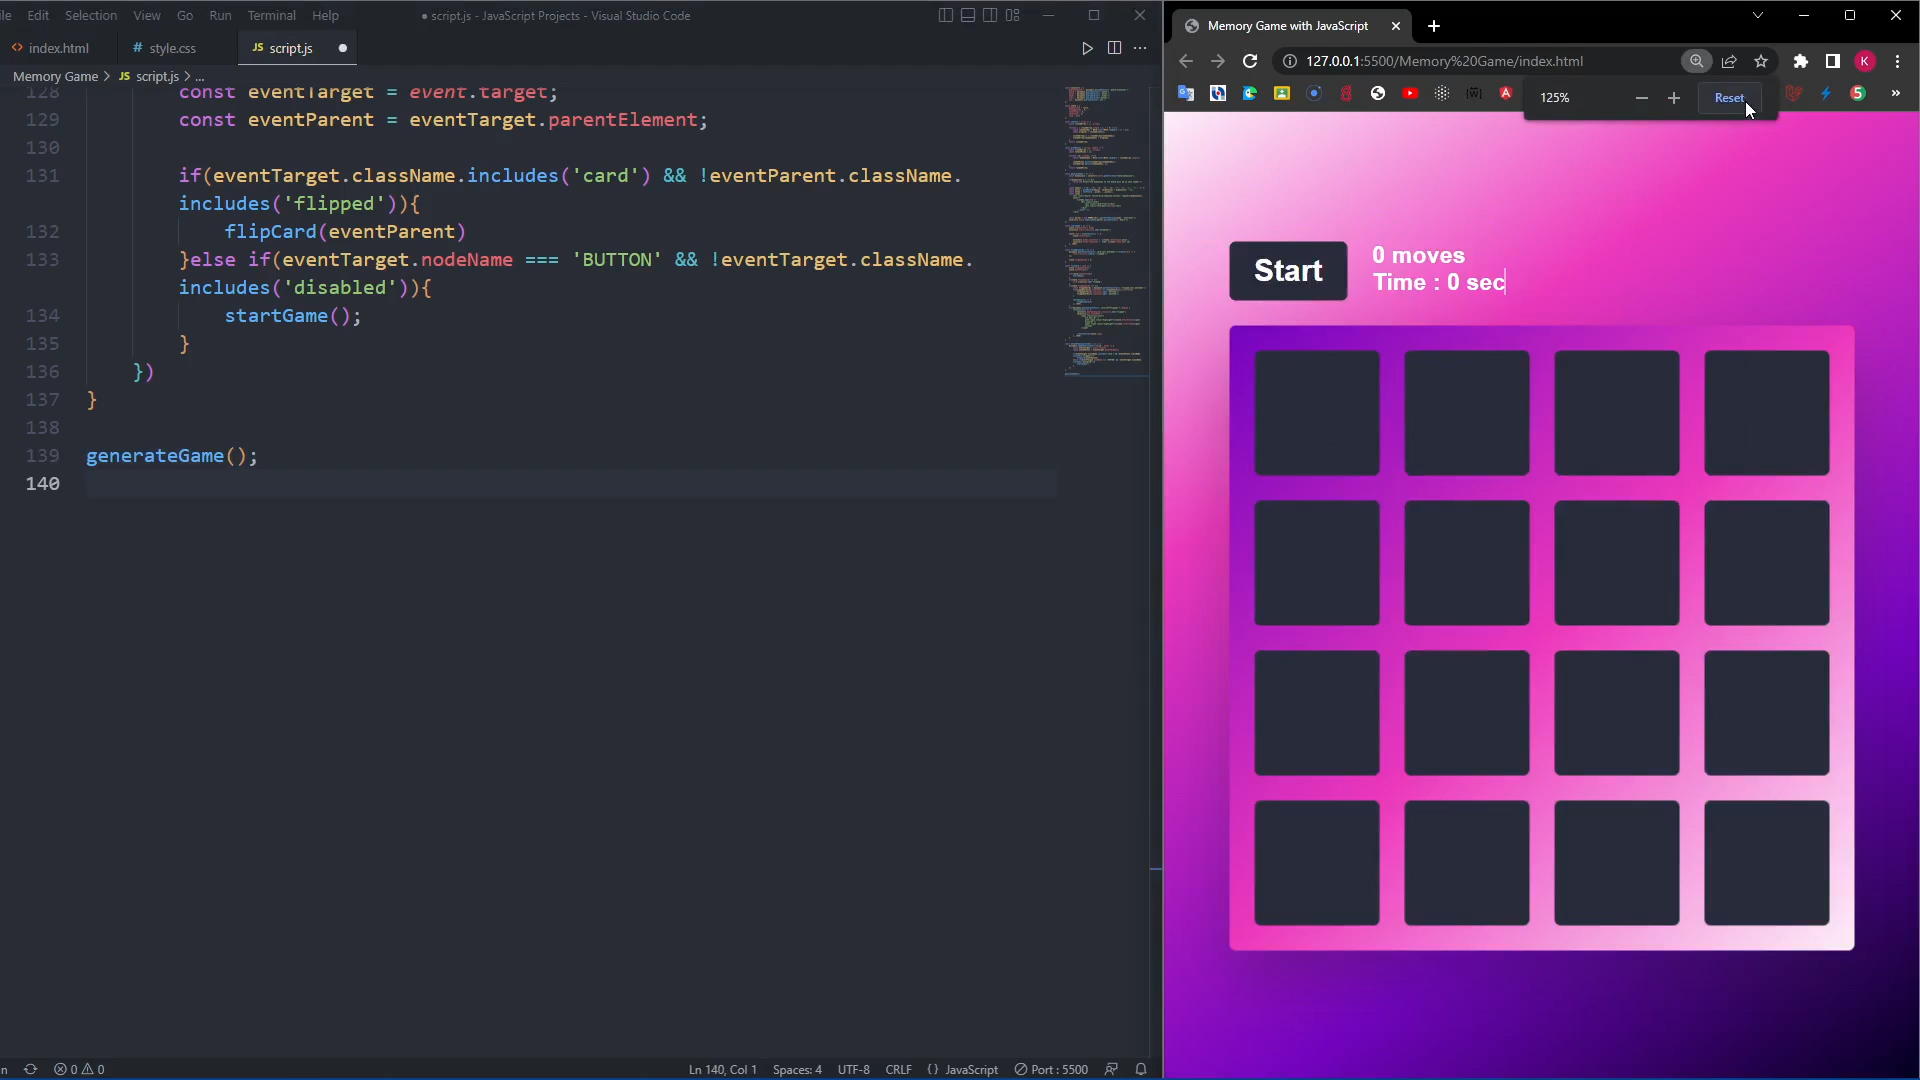 Edit Selection View Go Run Terminal Help
● script.js - JavaScript Projects - Visual Studio Code
<> index.html
# style.css
JS script.js ●
Memory Game > JS script.js > ...
128 const eventTarget = event.target;
129 const eventParent = eventTarget.parentElement;
130
131 if(eventTarget.className.includes('card') && !eventParent.className.
includes('flipped')){
132 flipCard(eventParent)
133 }else if(eventTarget.nodeName === 'BUTTON' && !eventTarget.className.
includes('disabled')){
134 startGame();
135 }
136 })
137 }
138
139 generateGame();
140
0 0
Ln 140, Col 1 Spaces: 4 UTF-8 CRLF {} JavaScript Port : 5500
Memory Game with JavaScript
127.0.0.1:5500/Memory%20Game/index.html
K
125% − + Reset
5
»
Start
0 moves
Time : 0 sec